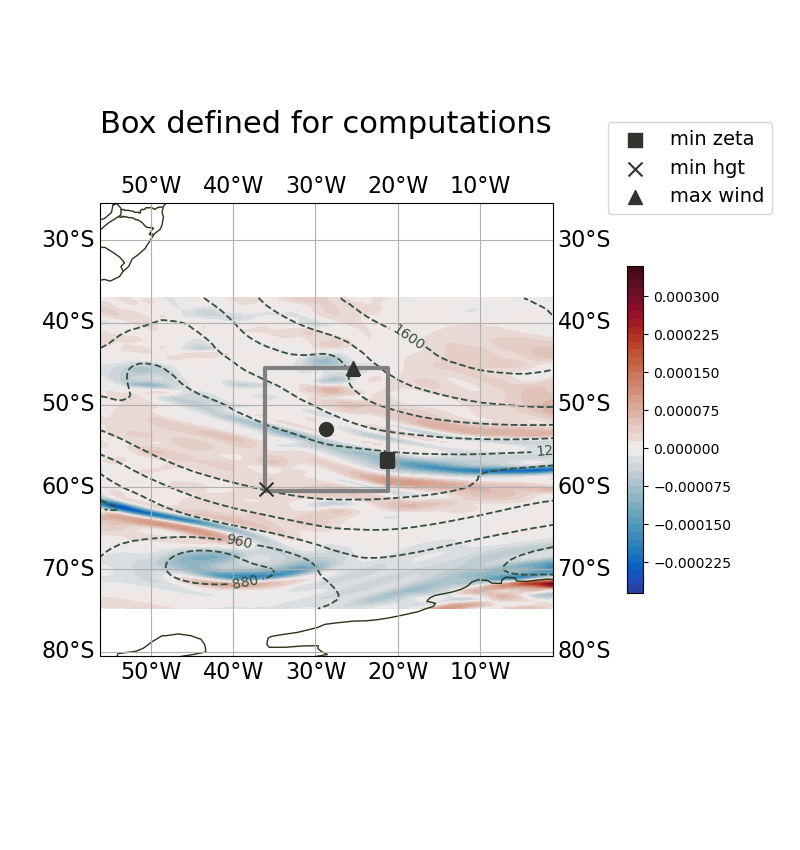 Box defined for computations
min zeta
min hgt
max wind
50°W 40°W 30°W 20°W 10°W
30°S 30°S
40°S 40°S
50°S 50°S
60°S 60°S
70°S 70°S
80°S 80°S
1600
12
960
880
50°W 40°W 30°W 20°W 10°W
0.000300
0.000225
0.000150
0.000075
0.000000
−0.000075
−0.000150
−0.000225